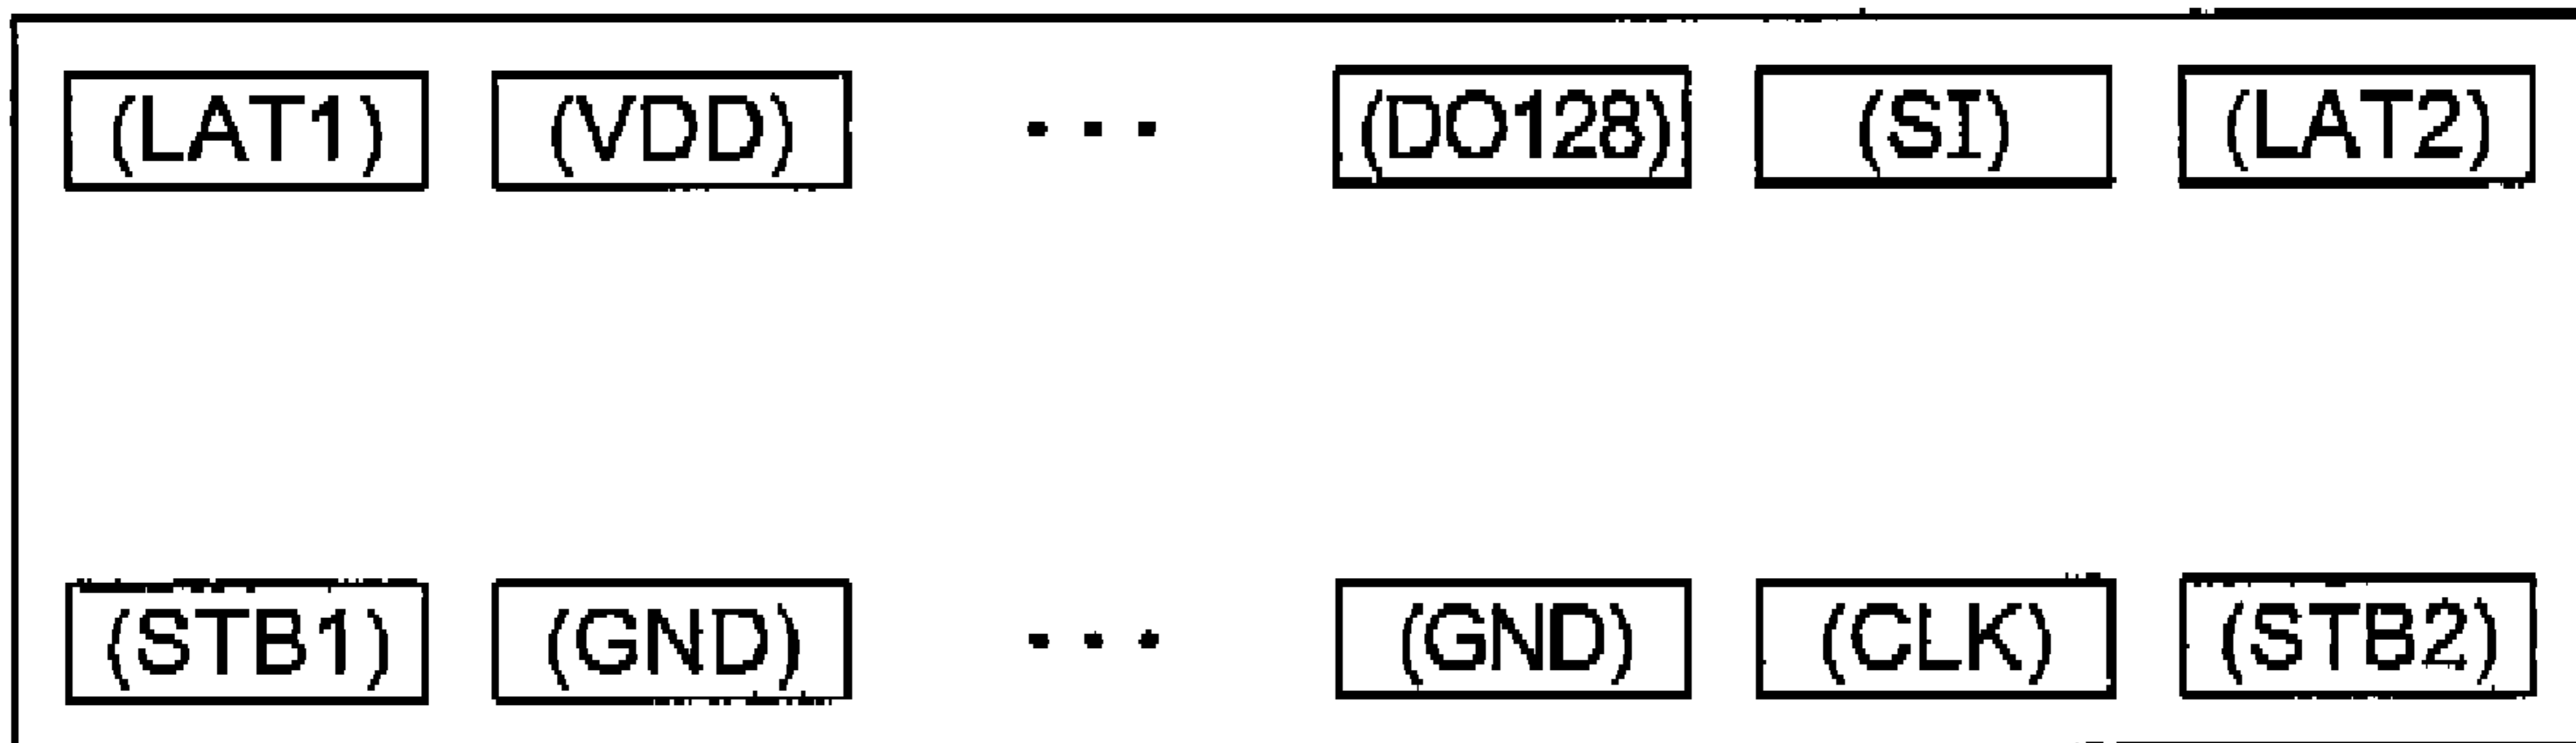 (LAT1) (VDD) ... (DO128) (SI) (LAT2)
(STB1) (GND) ... (GND) (CLK) (STB2)